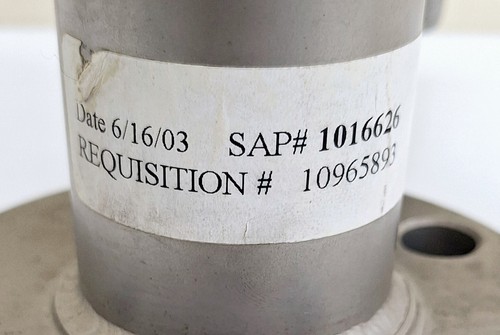 Date 6/16/03 SAP# 1016626
REQUISITION # 10965893